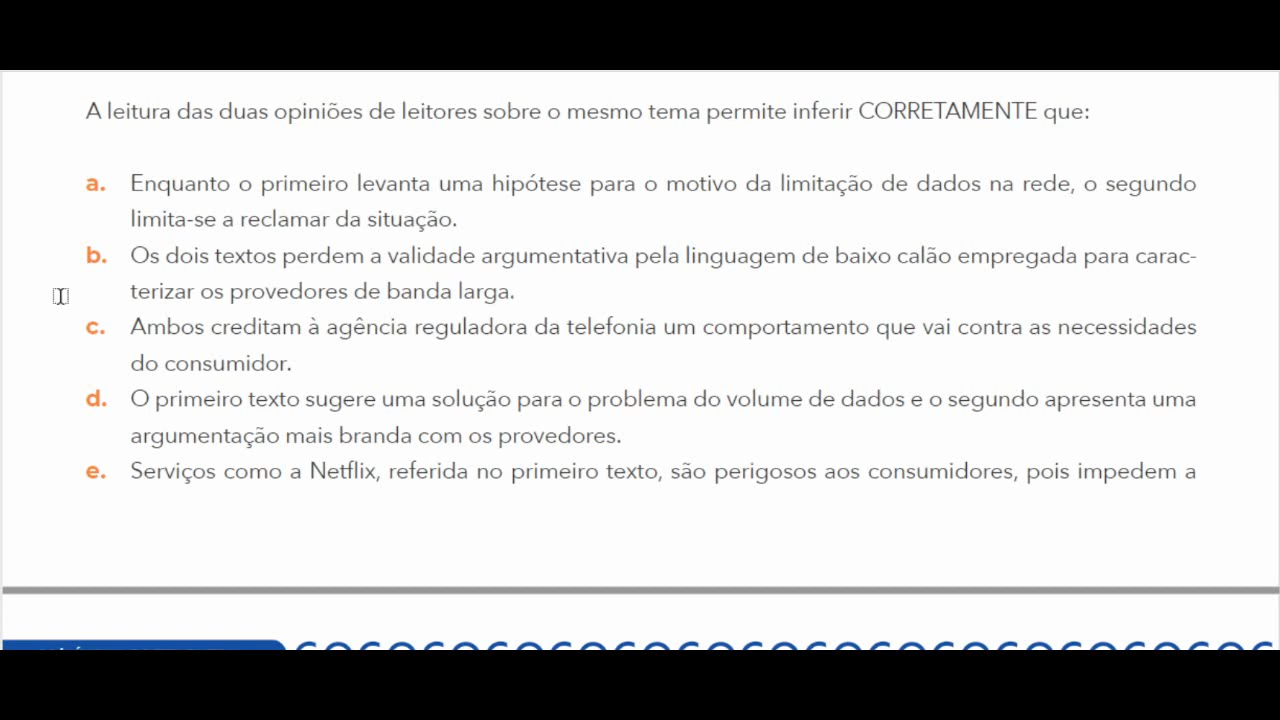 A leitura das duas opiniões de leitores sobre o mesmo tema permite inferir CORRETAMENTE que:
a. Enquanto o primeiro levanta uma hipótese para o motivo da limitação de dados na rede, o segundo
limita-se a reclamar da situação.
b. Os dois textos perdem a validade argumentativa pela linguagem de baixo calão empregada para carac-
terizar os provedores de banda larga.
c. Ambos creditam à agência reguladora da telefonia um comportamento que vai contra as necessidades
do consumidor.
d. O primeiro texto sugere uma solução para o problema do volume de dados e o segundo apresenta uma
argumentação mais branda com os provedores.
e. Serviços como a Netflix, referida no primeiro texto, são perigosos aos consumidores, pois impedem a